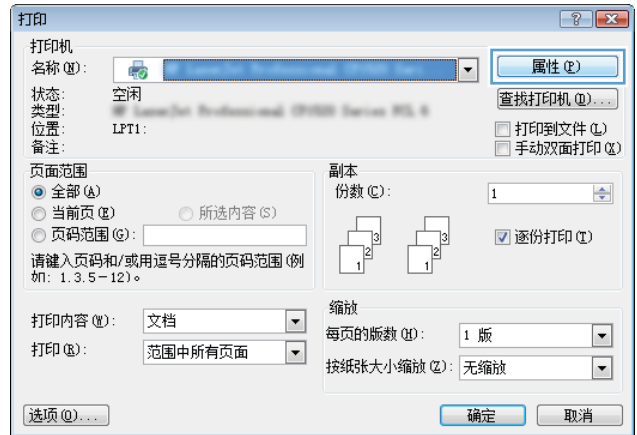 打印
打印机
名称(N):
属性(P)
状态: 空闲
查找打印机(D)...
类型:
位置: LPT1:
打印到文件(L)
备注:
手动双面打印(X)
页面范围
全部(A)
当前页(E) 所选内容(S)
页码范围(G):
请键入页码和/或用逗号分隔的页码范围(例
如: 1.3.5-12)。
副本
份数(C): 1
3 3
2 2
1 1
逐份打印(T)
打印内容(W): 文档
打印(R): 范围中所有页面
缩放
每页的版数(H): 1 版
按纸张大小缩放(Z): 无缩放
选项(O)...
确定
取消